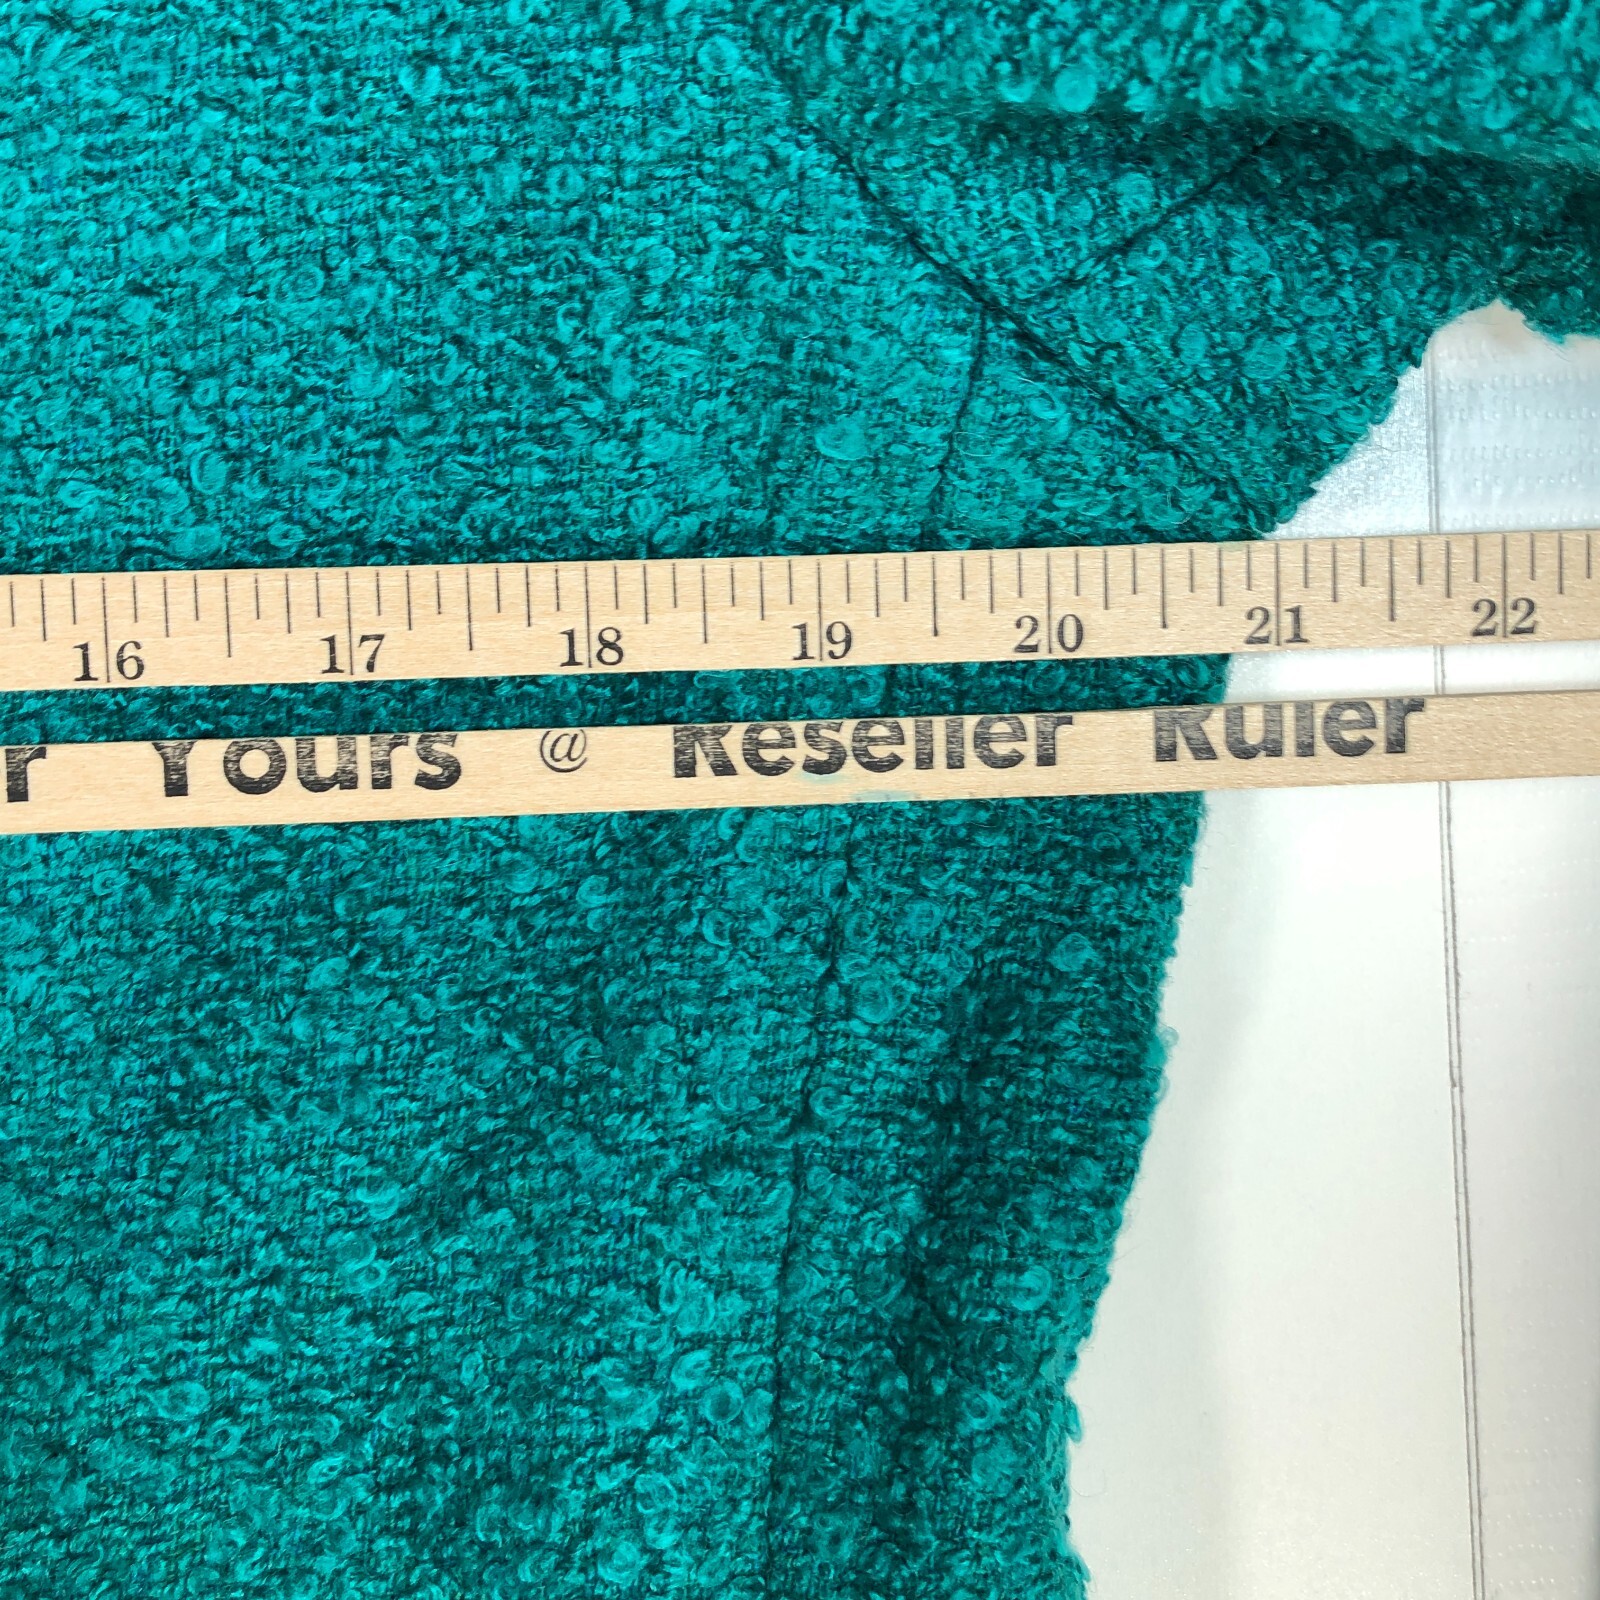 16 17 18 19 20 21 22
r Yours @ Reseller Ruler